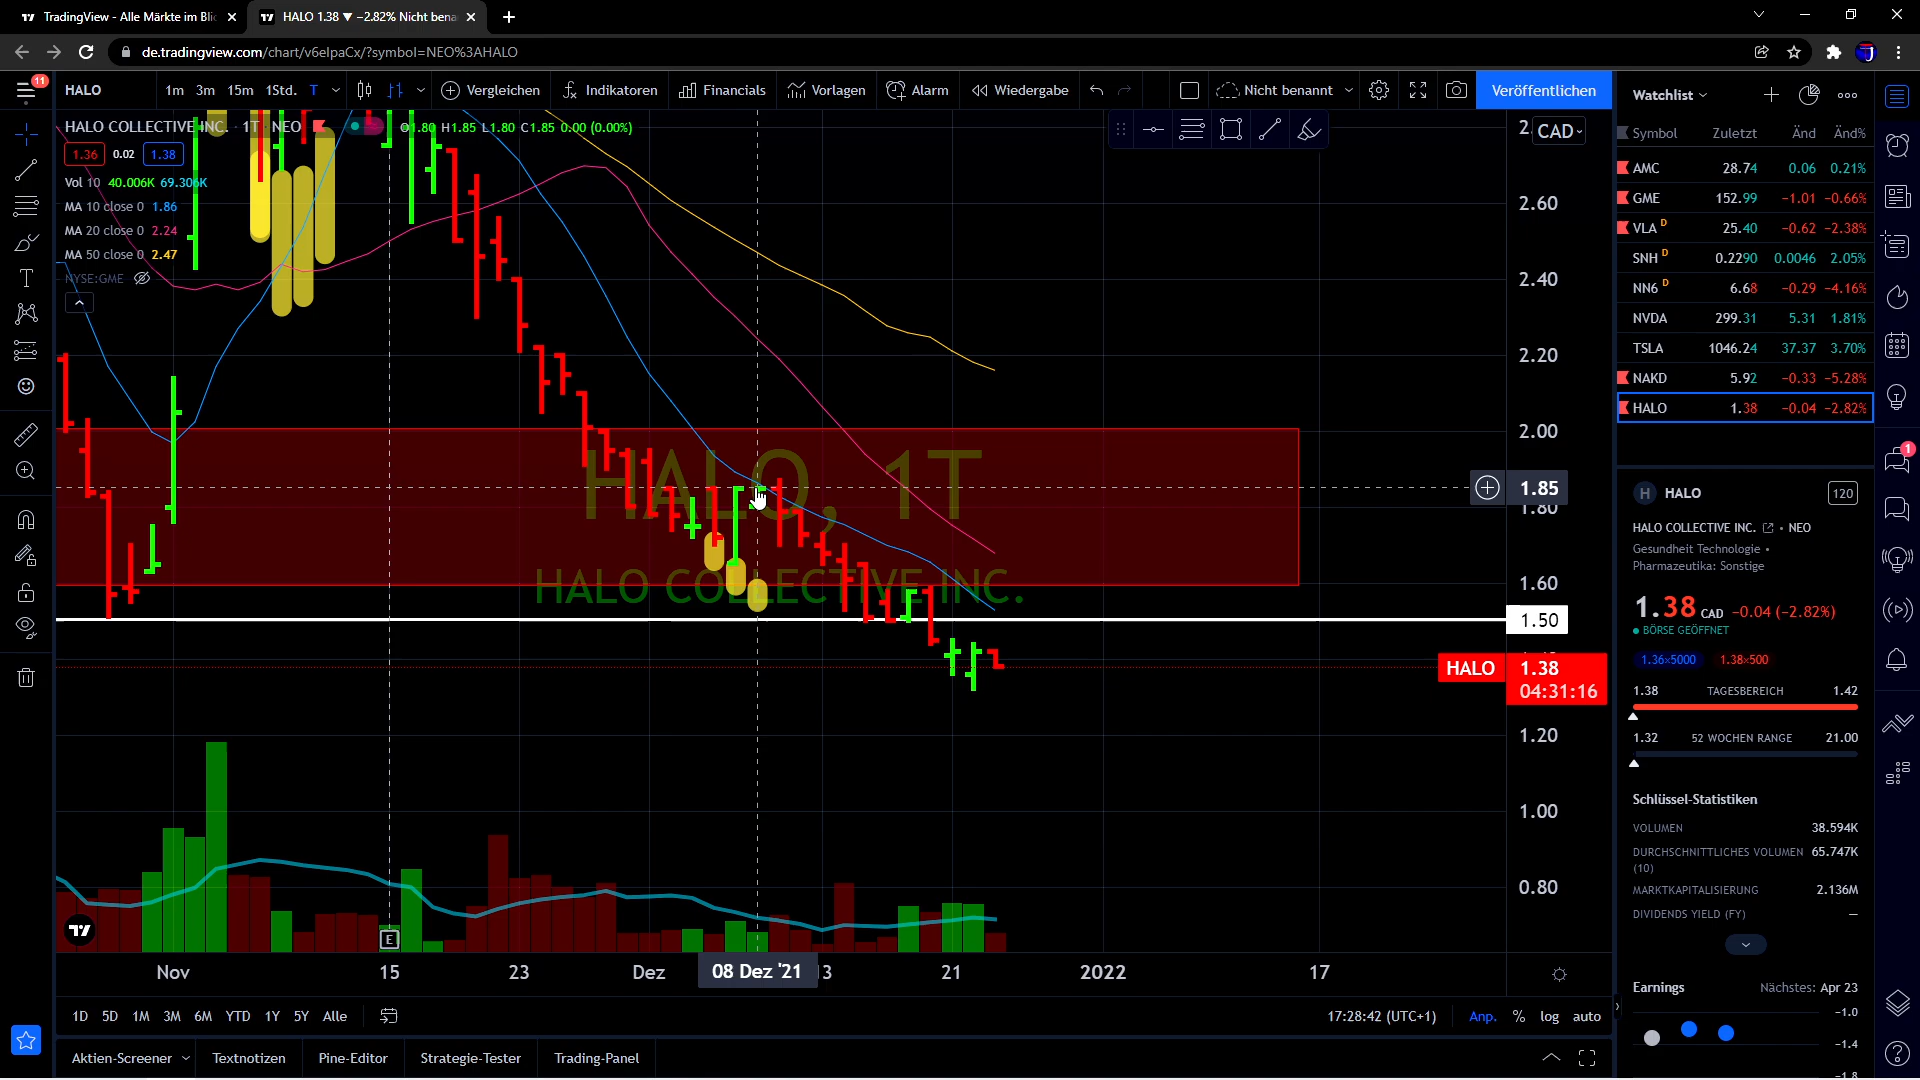 TradingView - Alle Märkte im Blic
HALO 1.38 ▼ −2.82% Nicht bena
de.tradingview.com/chart/v6elpaCx/?symbol=NEO%3AHALO
11
HALO
1m 3m 15m 1Std. T
Vergleichen
Indikatoren
Financials
Vorlagen
Alarm
Wiedergabe
Nicht benannt
Veröffentlichen
HALO COLLECTIVE INC. · 1T · NEO
O1.80 H1.85 L1.80 C1.85 0.00 (0.00%)
1.36 0.02 1.38
Vol 10 40.006K 69.306K
MA 10 close 0 1.86
MA 20 close 0 2.24
MA 50 close 0 2.47
NYSE:GME
HALO, 1T
HALO COLLECTIVE INC.
CAD
2.60
2.40
2.20
2.00
1.85
1.80
1.60
1.50
HALO 1.38
04:31:16
1.20
1.00
0.80
E
Nov 15 23 Dez 08 Dez '21 13 21 2022 17
1D 5D 1M 3M 6M YTD 1Y 5Y Alle
17:28:42 (UTC+1) Anp. % log auto
Aktien-Screener Textnotizen Pine-Editor Strategie-Tester Trading-Panel
Watchlist
Symbol Zuletzt Änd Änd%
AMC 28.74 0.06 0.21%
GME 152.99 −1.01 −0.66%
VLA D 25.40 −0.62 −2.38%
SNH D 0.2290 0.0046 2.05%
NN6 D 6.68 −0.29 −4.16%
NVDA 299.31 5.31 1.81%
TSLA 1046.24 37.37 3.70%
NAKD 5.92 −0.33 −5.28%
HALO 1.38 −0.04 −2.82%
H HALO 120
HALO COLLECTIVE INC. • NEO
Gesundheit Technologie •
Pharmazeutika: Sonstige
1.38 CAD −0.04 (−2.82%)
BÖRSE GEÖFFNET
1.36×5000 1.38×500
1.38 TAGESBEREICH 1.42
1.32 52 WOCHEN RANGE 21.00
Schlüssel-Statistiken
VOLUMEN 38.594K
DURCHSCHNITTLICHES VOLUMEN 65.747K
(10)
MARKTKAPITALISIERUNG 2.136M
DIVIDENDS YIELD (FY) —
Earnings Nächstes: Apr 23
−1.0
−1.4
−1.8
1